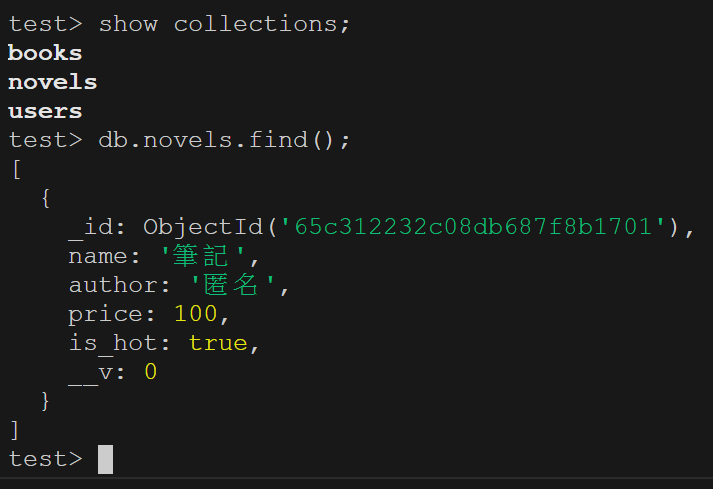 test> show collections;
books
novels
users
test> db.novels.find();
[
  {
    _id: ObjectId('65c312232c08db687f8b1701'),
    name: '筆記',
    author: '匿名',
    price: 100,
    is_hot: true,
    __v: 0
  }
]
test>